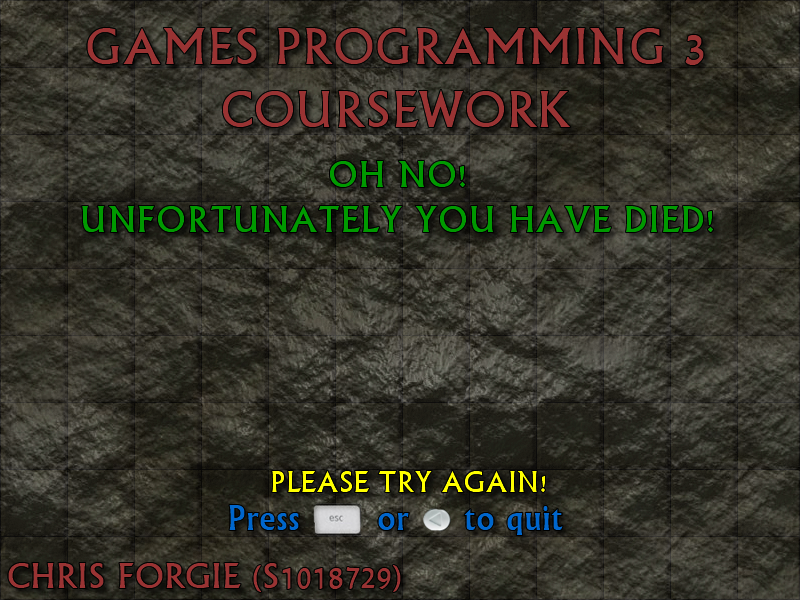 GAMES PROGRAMMING 3
COURSEWORK
OH NO!
UNFORTUNATELY YOU HAVE DIED!
PLEASE TRY AGAIN!
Press esc or to quit
CHRIS FORGIE (S1018729)